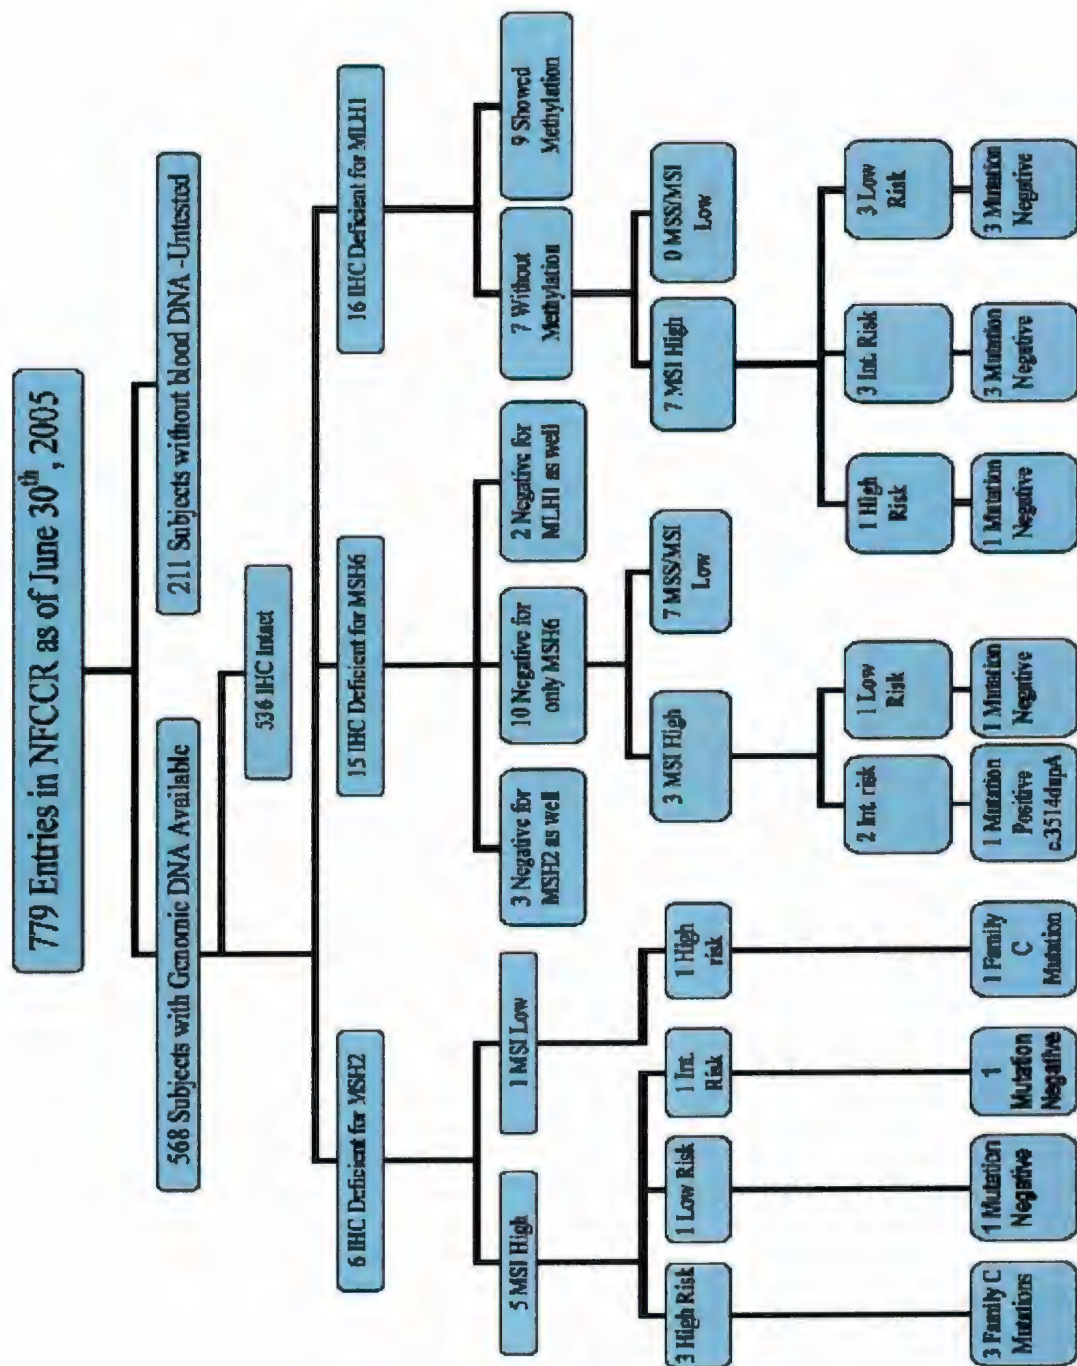 779 Entries in NFCCR as of June 30th, 2005
568 Subjects with Genomic DNA Available
211 Subjects without blood DNA -Untested
536 IHC Intact
6 IHC Deficient for MSH2
15 IHC Deficient for MSH6
16 IHC Deficient for MLH1
5 MSI High
1 MSI Low
3 Negative for
MSH2 as well
10 Negative for
only MSH6
2 Negative for
MLH1 as well
7 Without
Methylation
9 Showed
Methylation
3 MSI High
7 MSS/MSI
Low
7 MSI High
0 MSS/MSI
Low
3 High Risk
1 Low Risk
1 Int.
Risk
1 High
risk
2 Int. risk
1 Low
Risk
1 High
Risk
3 Int. Risk
3 Low
Risk
3 Family C
Mutations
1 Mutation
Negative
1
Mutation
Negative
1 Family
C
Mutation
1 Mutation
Positive
c.3514dupA
1 Mutation
Negative
1 Mutation
Negative
3 Mutation
Negative
3 Mutation
Negative